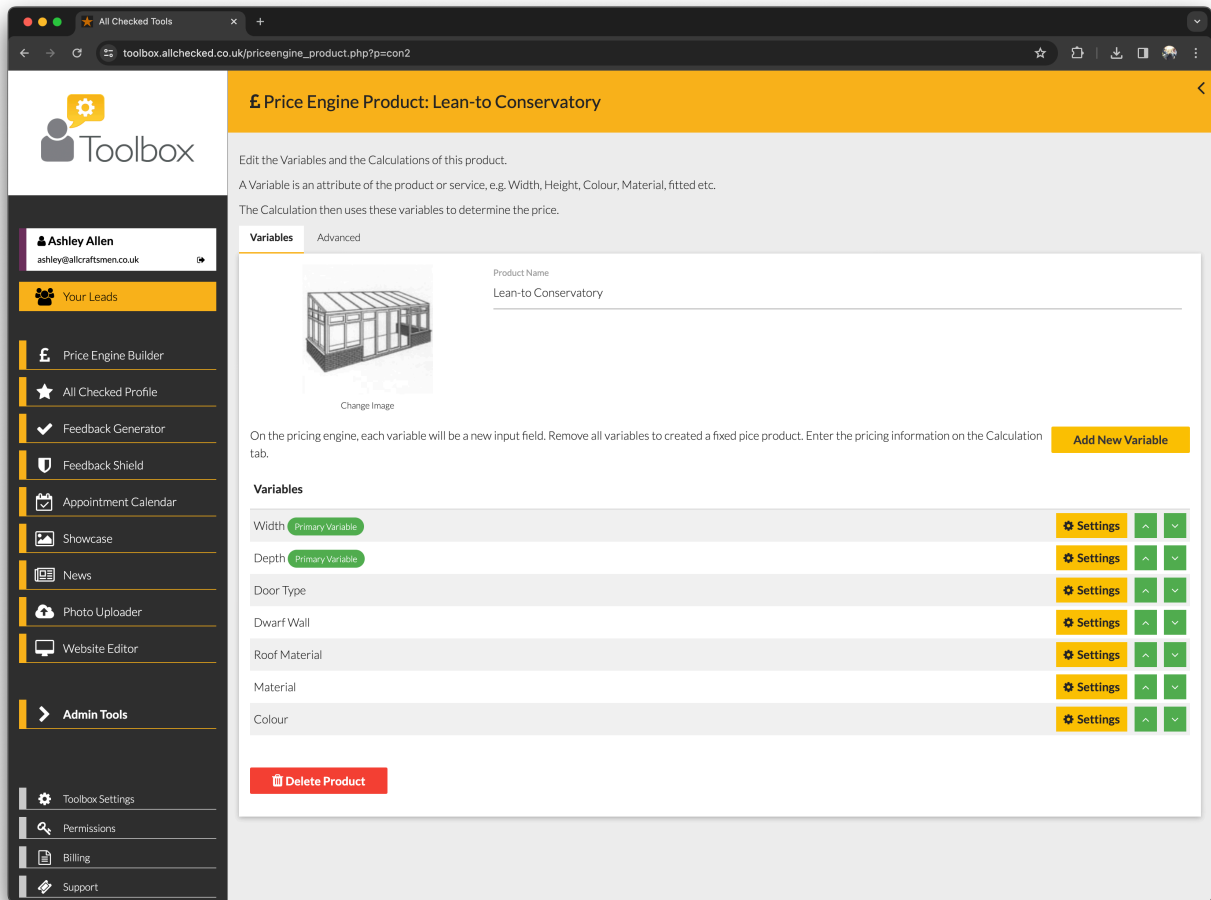 All Checked Tools
toolbox.allchecked.co.uk/priceengine_product.php?p=con2
Toolbox
£ Price Engine Product: Lean-to Conservatory
Ashley Allen
ashley@allcraftsmen.co.uk
Your Leads
£ Price Engine Builder
All Checked Profile
Feedback Generator
Feedback Shield
Appointment Calendar
Showcase
News
Photo Uploader
Website Editor
Admin Tools
Toolbox Settings
Permissions
Billing
Support
Edit the Variables and the Calculations of this product.
A Variable is an attribute of the product or service, e.g. Width, Height, Colour, Material, fitted etc.
The Calculation then uses these variables to determine the price.
Variables Advanced
Product Name
Lean-to Conservatory
Change Image
On the pricing engine, each variable will be a new input field. Remove all variables to created a fixed pice product. Enter the pricing information on the Calculation
tab.
Add New Variable
Variables
Width Primary Variable Settings
Depth Primary Variable Settings
Door Type Settings
Dwarf Wall Settings
Roof Material Settings
Material Settings
Colour Settings
Delete Product